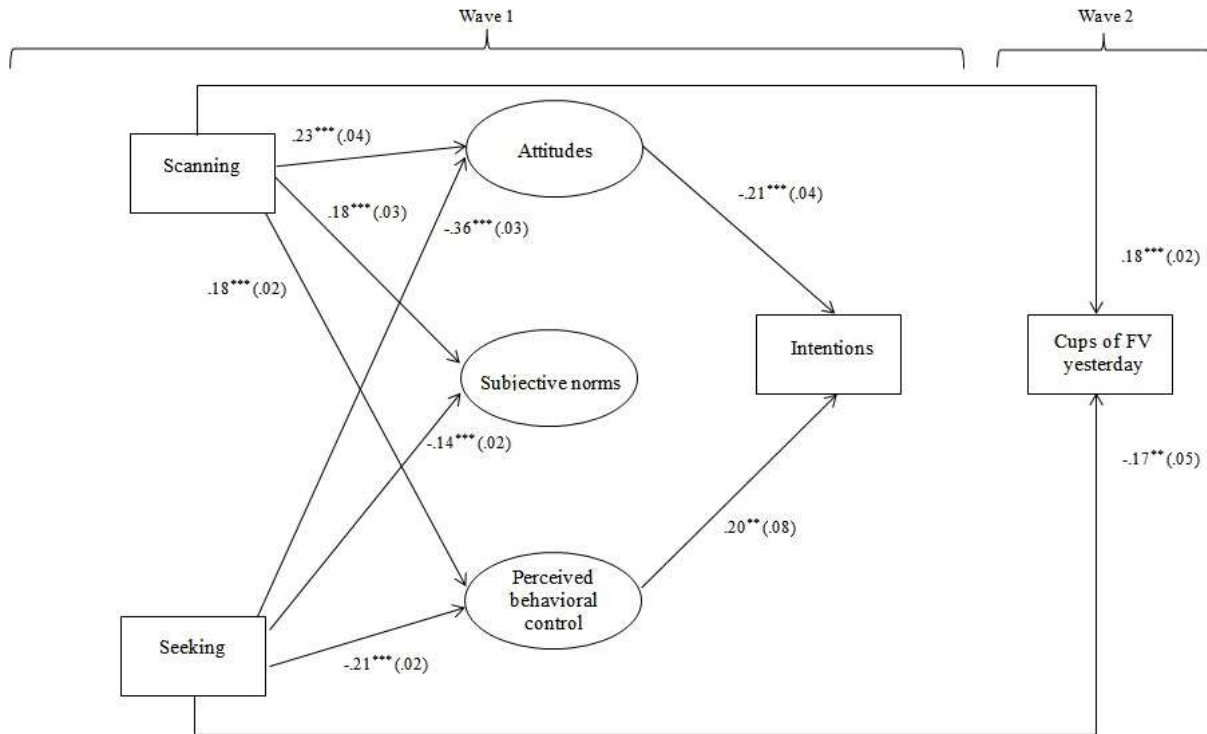 Wave 1
Wave 2
Scanning
.23***(.04)
Attitudes
.18***(.03)
-.36***(.03)
-.21***(.04)
.18***(.02)
.18***(.02)
Subjective norms
Intentions
Cups of FV
yesterday
-.14***(.02)
-.17**(.05)
.20**(.08)
Perceived
behavioral
control
Seeking
-.21***(.02)